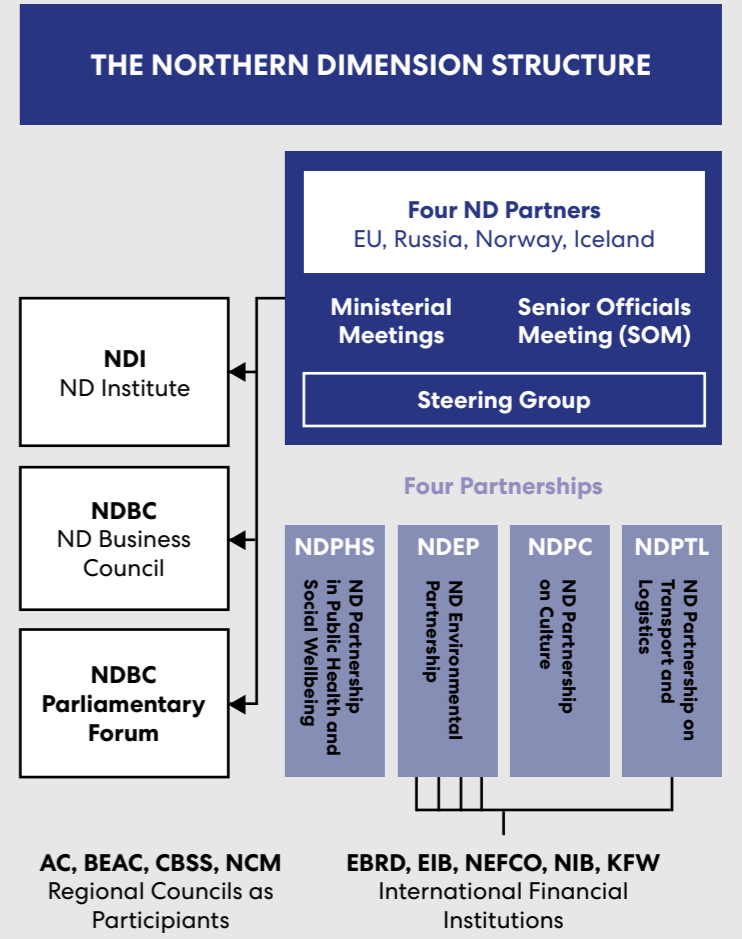 THE NORTHERN DIMENSION STRUCTURE
Four ND Partners
EU, Russia, Norway, Iceland
Ministerial
Meetings
Senior Officials
Meeting (SOM)
Steering Group
NDI
ND Institute
NDBC
ND Business
Council
NDBC
Parliamentary
Forum
Four Partnerships
NDPHS
ND Partnership
in Public Health and
Social Wellbeing
NDEP
ND Environmental
Partnership
NDPC
ND Partnership
on Culture
NDPTL
ND Partnership on
Transport and
Logistics
AC, BEAC, CBSS, NCM
Regional Councils as
Participiants
EBRD, EIB, NEFCO, NIB, KFW
International Financial
Institutions